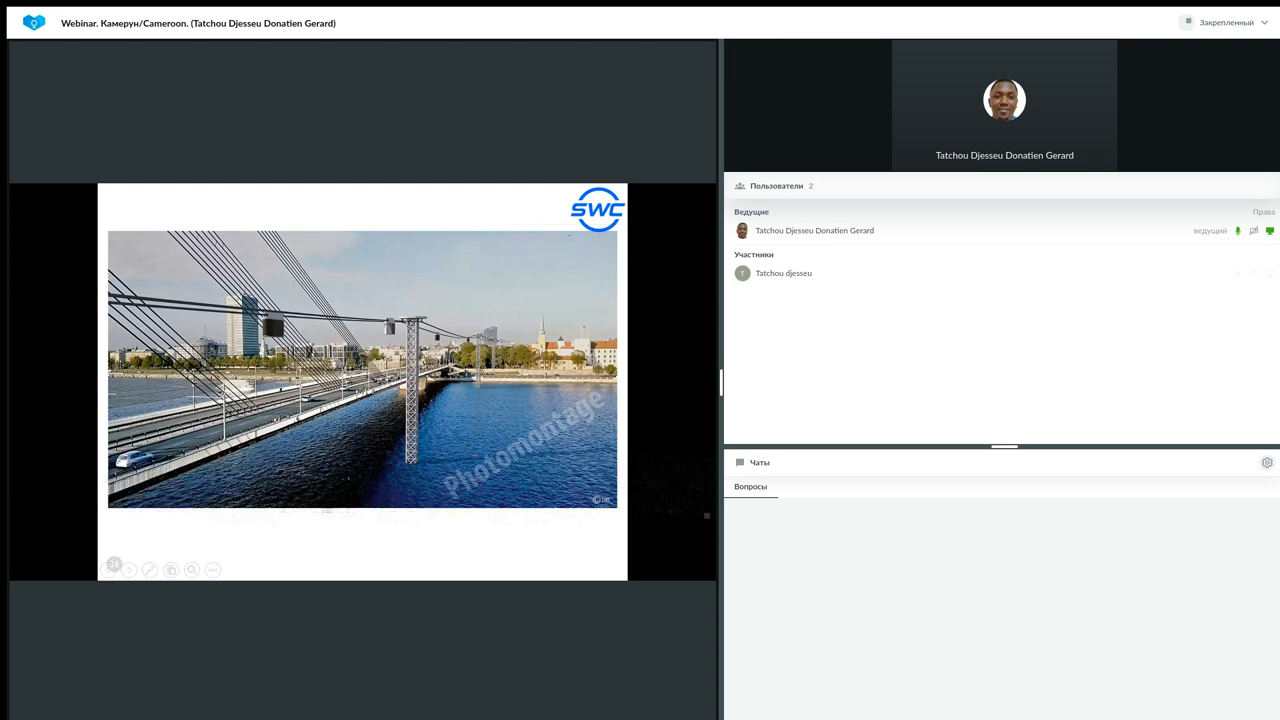 Webinar. Камерун/Cameroon. (Tatchou Djesseu Donatien Gerard)
Закрепленный
SWC
Photomontage
© SWC
36
Tatchou Djesseu Donatien Gerard
Пользователи 2
Ведущие
Права
Tatchou Djesseu Donatien Gerard
ведущий
Участники
T
Tatchou djesseu
Чаты
Вопросы